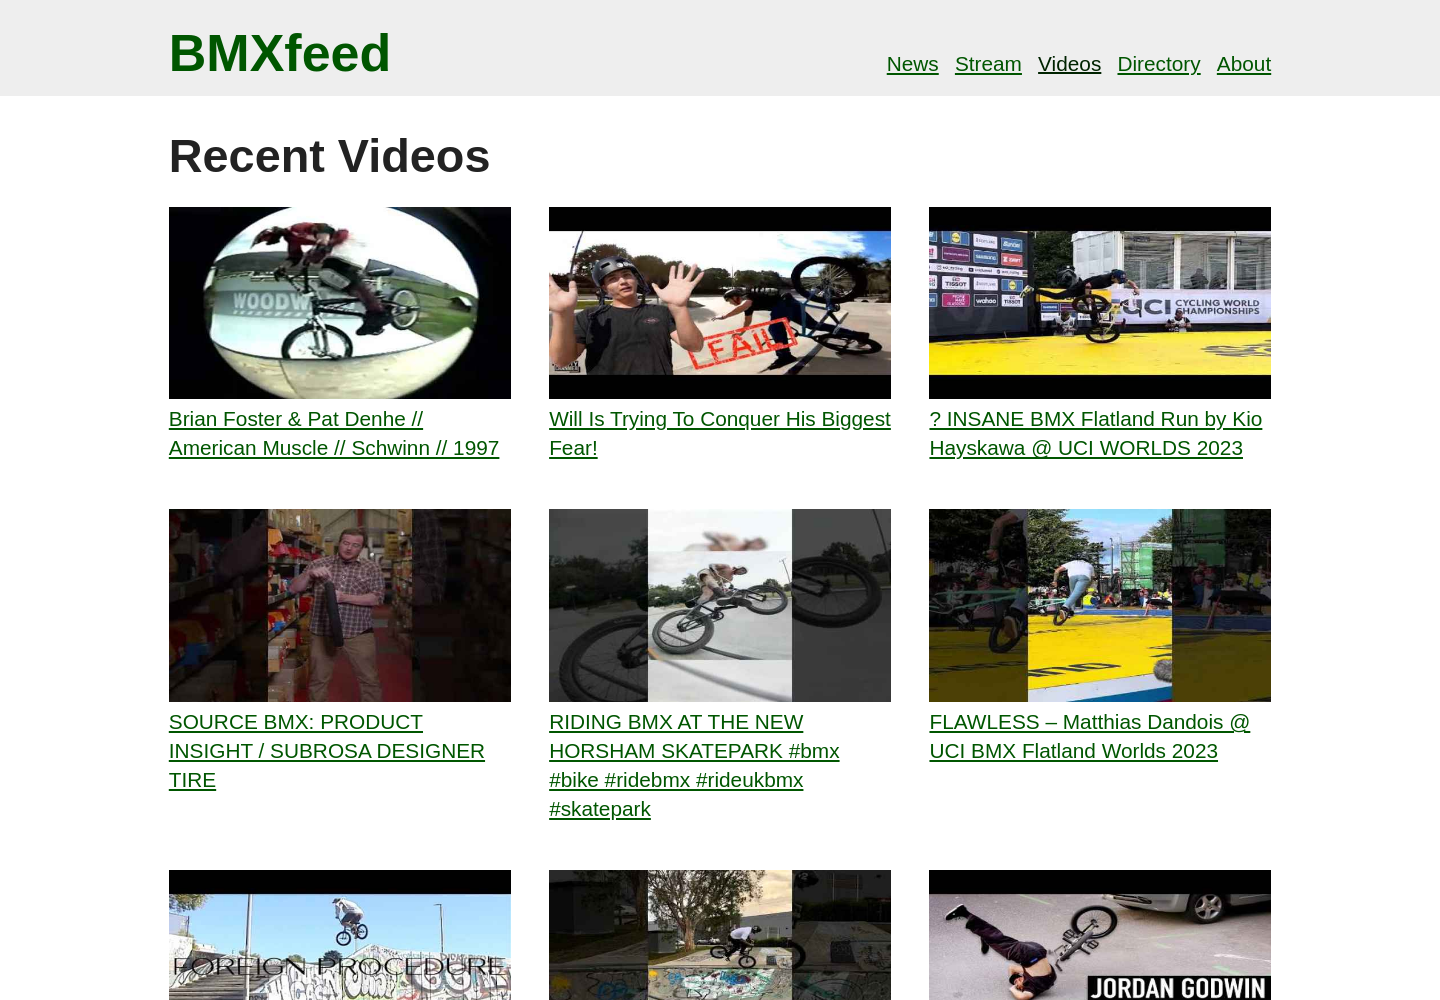 BMXfeed
News Stream Videos Directory About
Recent Videos
WOODW
FAIL
TISSOT
wahoo
TISSOT
UCI CYCLING WORLD
CHAMPIONSHIPS
Brian Foster & Pat Denhe //
American Muscle // Schwinn // 1997
Will Is Trying To Conquer His Biggest
Fear!
? INSANE BMX Flatland Run by Kio
Hayskawa @ UCI WORLDS 2023
SOURCE BMX: PRODUCT
INSIGHT / SUBROSA DESIGNER
TIRE
RIDING BMX AT THE NEW
HORSHAM SKATEPARK #bmx
#bike #ridebmx #rideukbmx
#skatepark
FLAWLESS – Matthias Dandois @
UCI BMX Flatland Worlds 2023
FOREIGN PROCEDURE
JORDAN GODWIN